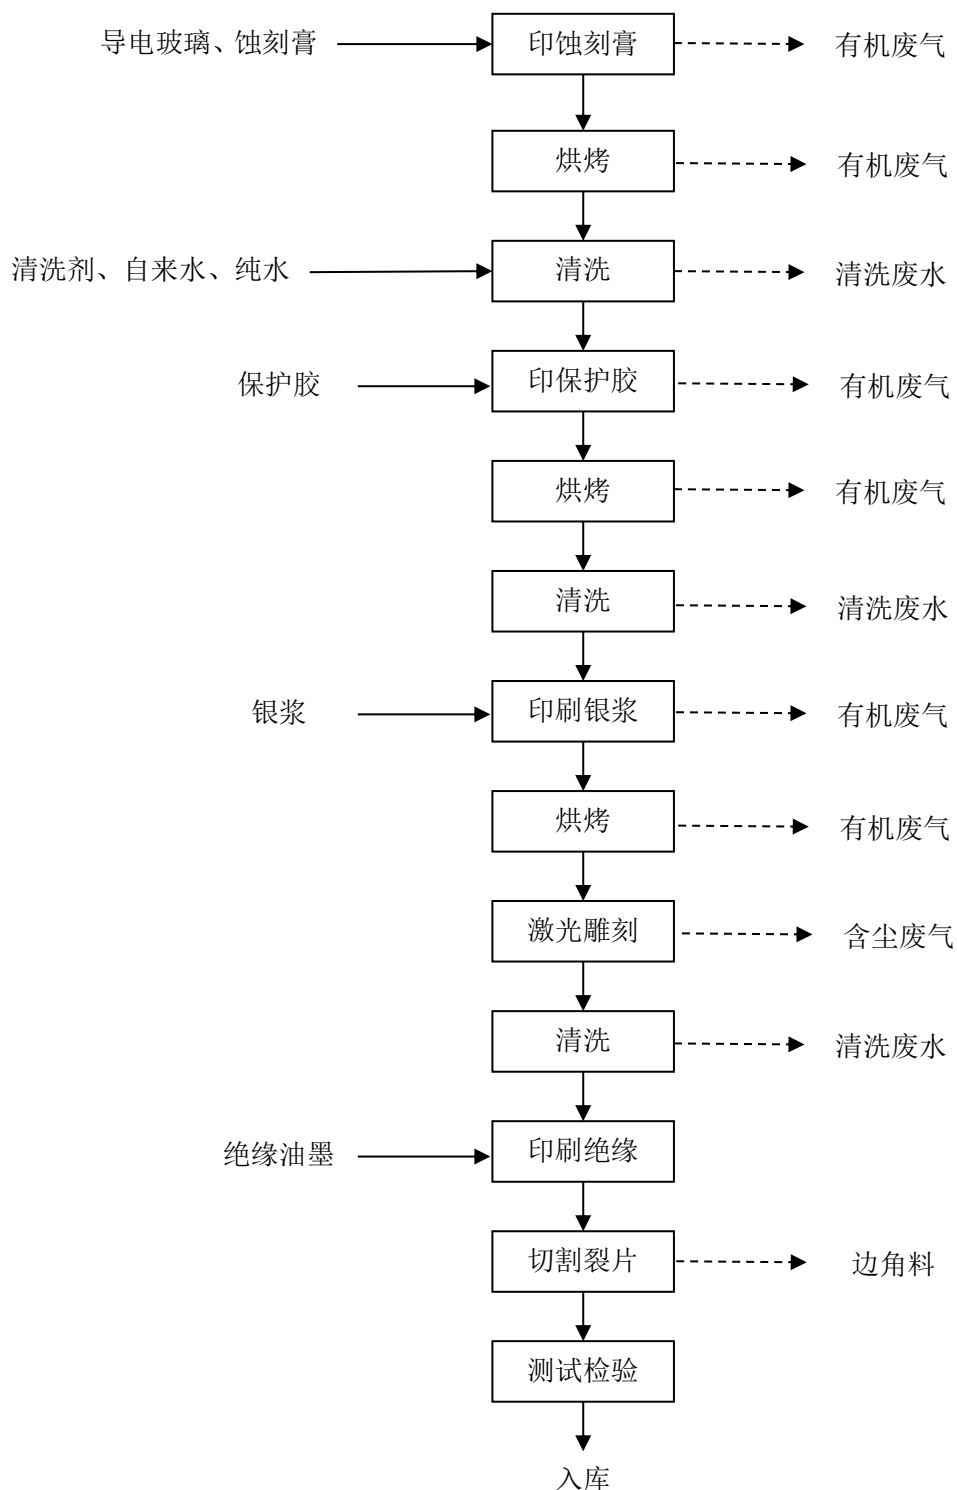 导电玻璃、蚀刻膏
印蚀刻膏
有机废气
烘烤
有机废气
清洗剂、自来水、纯水
清洗
清洗废水
保护胶
印保护胶
有机废气
烘烤
有机废气
清洗
清洗废水
银浆
印刷银浆
有机废气
烘烤
有机废气
激光雕刻
含尘废气
清洗
清洗废水
绝缘油墨
印刷绝缘
切割裂片
边角料
测试检验
入库